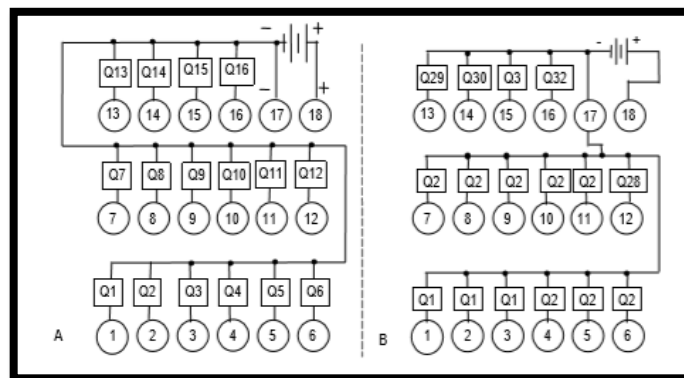 - + - +
Q13 Q14 Q15 Q16 Q29 Q30 Q3 Q32
- +
13 14 15 16 17 18 13 14 15 16 17 18
Q7 Q8 Q9 Q10 Q11 Q12 Q2 Q2 Q2 Q2 Q2 Q28
7 8 9 10 11 12 7 8 9 10 11 12
Q1 Q2 Q3 Q4 Q5 Q6 Q1 Q1 Q1 Q2 Q2 Q2
A 1 2 3 4 5 6 B 1 2 3 4 5 6